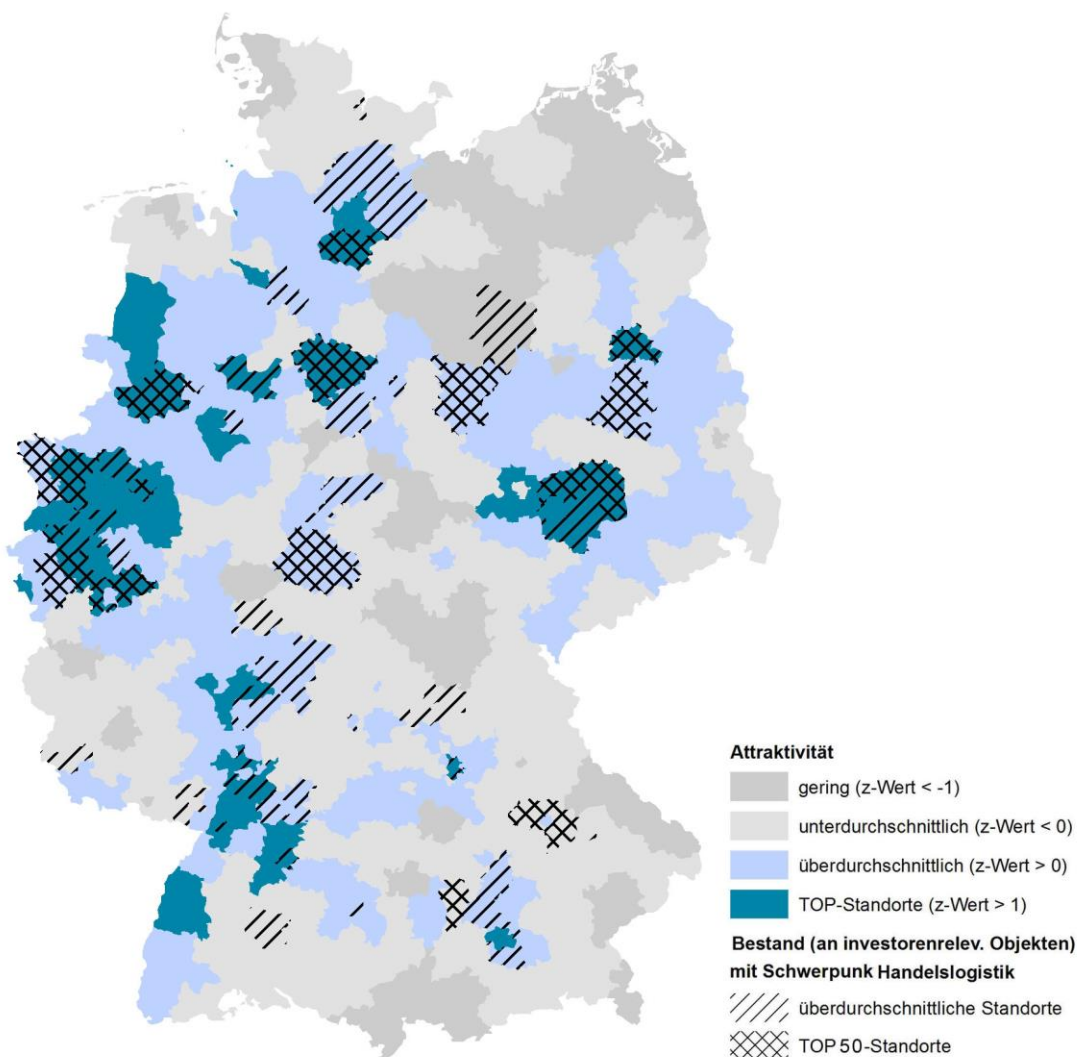 Attraktivität
gering (z-Wert < -1)
unterdurchschnittlich (z-Wert < 0)
überdurchschnittlich (z-Wert > 0)
TOP-Standorte (z-Wert > 1)
Bestand (an investorenrelev. Objekten)
mit Schwerpunk Handelslogistik
überdurchschnittliche Standorte
TOP 50-Standorte